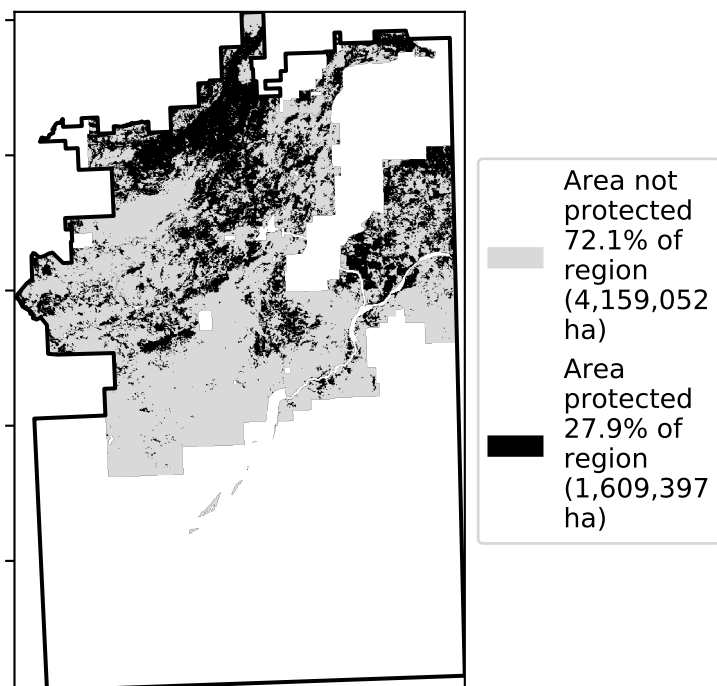 Area not
protected
72.1% of
region
(4,159,052
ha)
Area
protected
27.9% of
region
(1,609,397
ha)